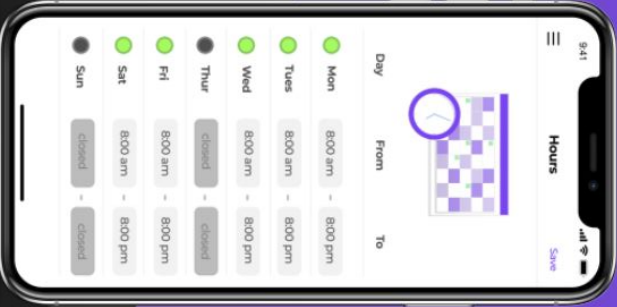 9:41
Hours Save
Day From To
Mon 8:00 am - 8:00 pm
Tues 8:00 am - 8:00 pm
Wed 8:00 am - 8:00 pm
Thur closed - closed
Fri 8:00 am - 8:00 pm
Sat 8:00 am - 8:00 pm
Sun closed - closed